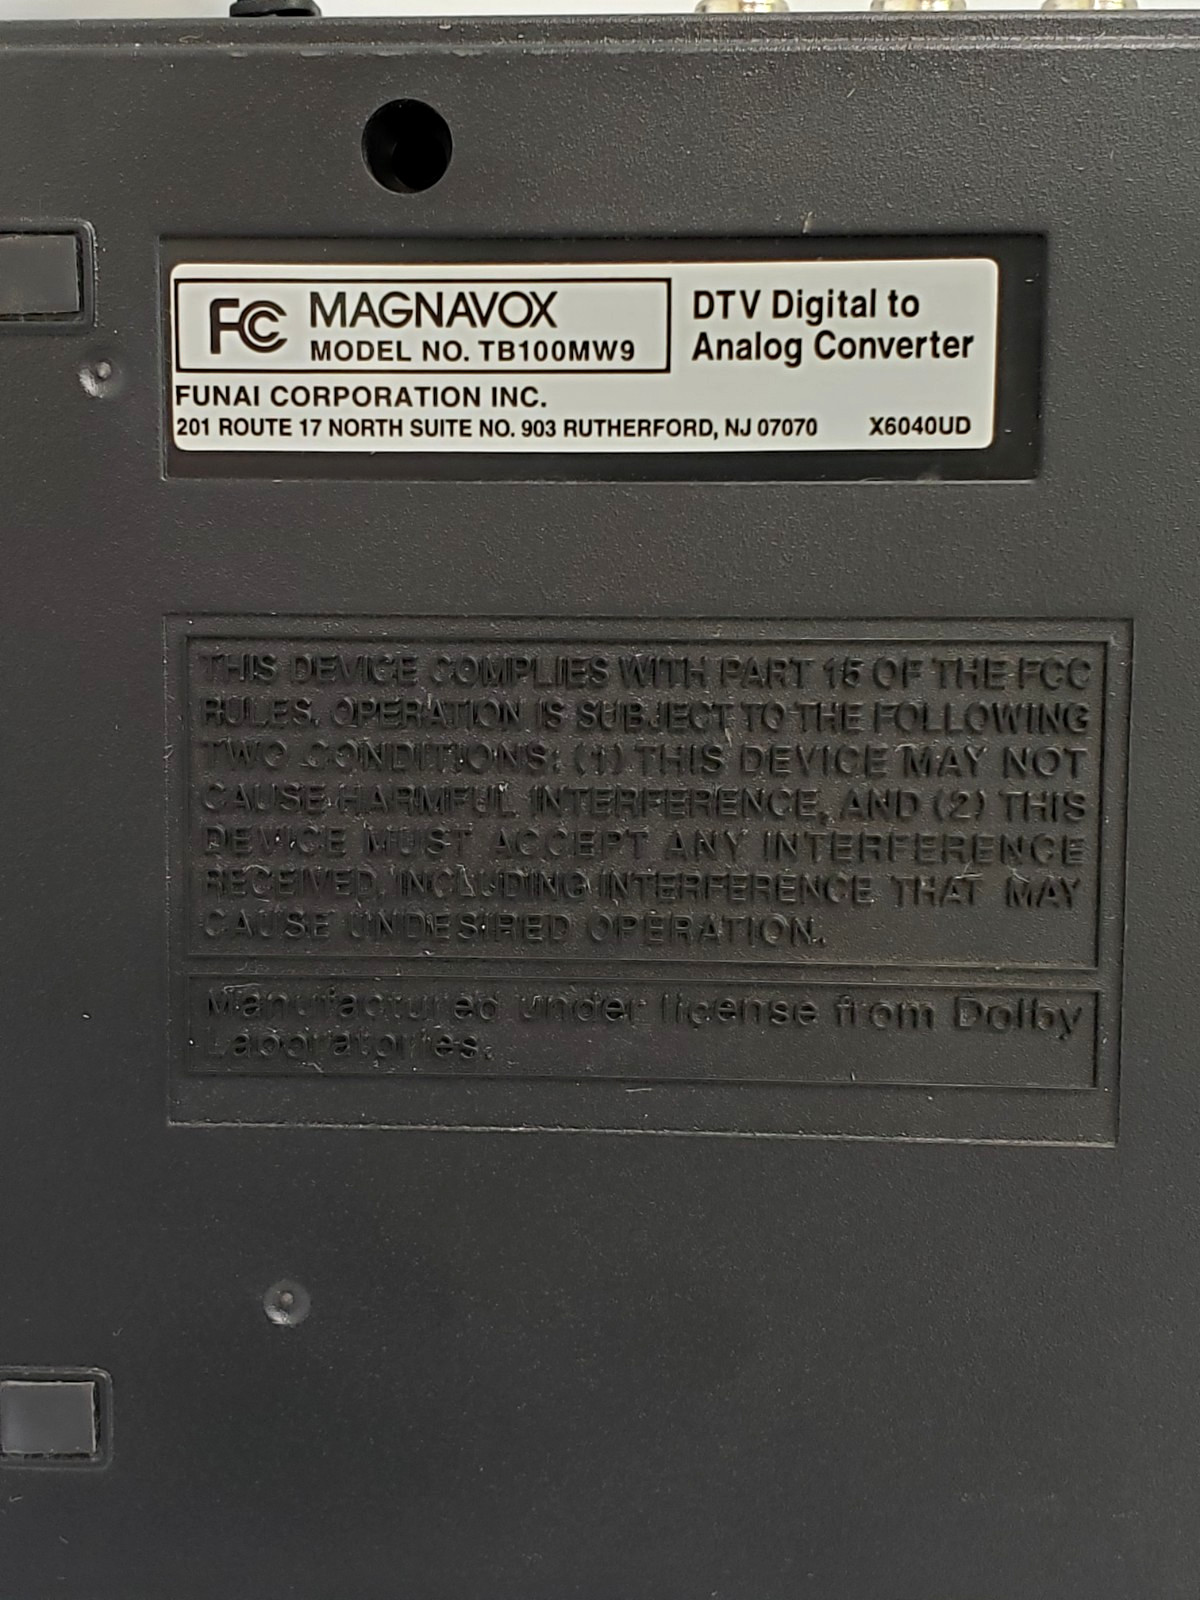 FC MAGNAVOX
MODEL NO. TB100MW9
DTV Digital to
Analog Converter
FUNAI CORPORATION INC.
201 ROUTE 17 NORTH SUITE NO. 903 RUTHERFORD, NJ 07070 X6040UD
THIS DEVICE COMPLIES WITH PART 15 OF THE FCC
RULES. OPERATION IS SUBJECT TO THE FOLLOWING
TWO CONDITIONS: (1) THIS DEVICE MAY NOT
CAUSE HARMFUL INTERFERENCE, AND (2) THIS
DEVICE MUST ACCEPT ANY INTERFERENCE
RECEIVED, INCLUDING INTERFERENCE THAT MAY
CAUSE UNDESIRED OPERATION.
Manufactured under license from Dolby
Laboratories.